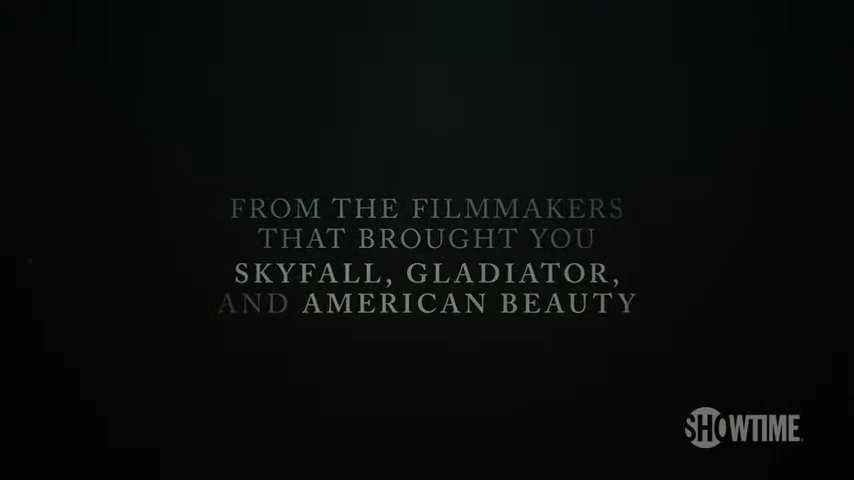 FROM THE FILMMAKERS
THAT BROUGHT YOU
SKYFALL, GLADIATOR,
AND AMERICAN BEAUTY
SHOWTIME